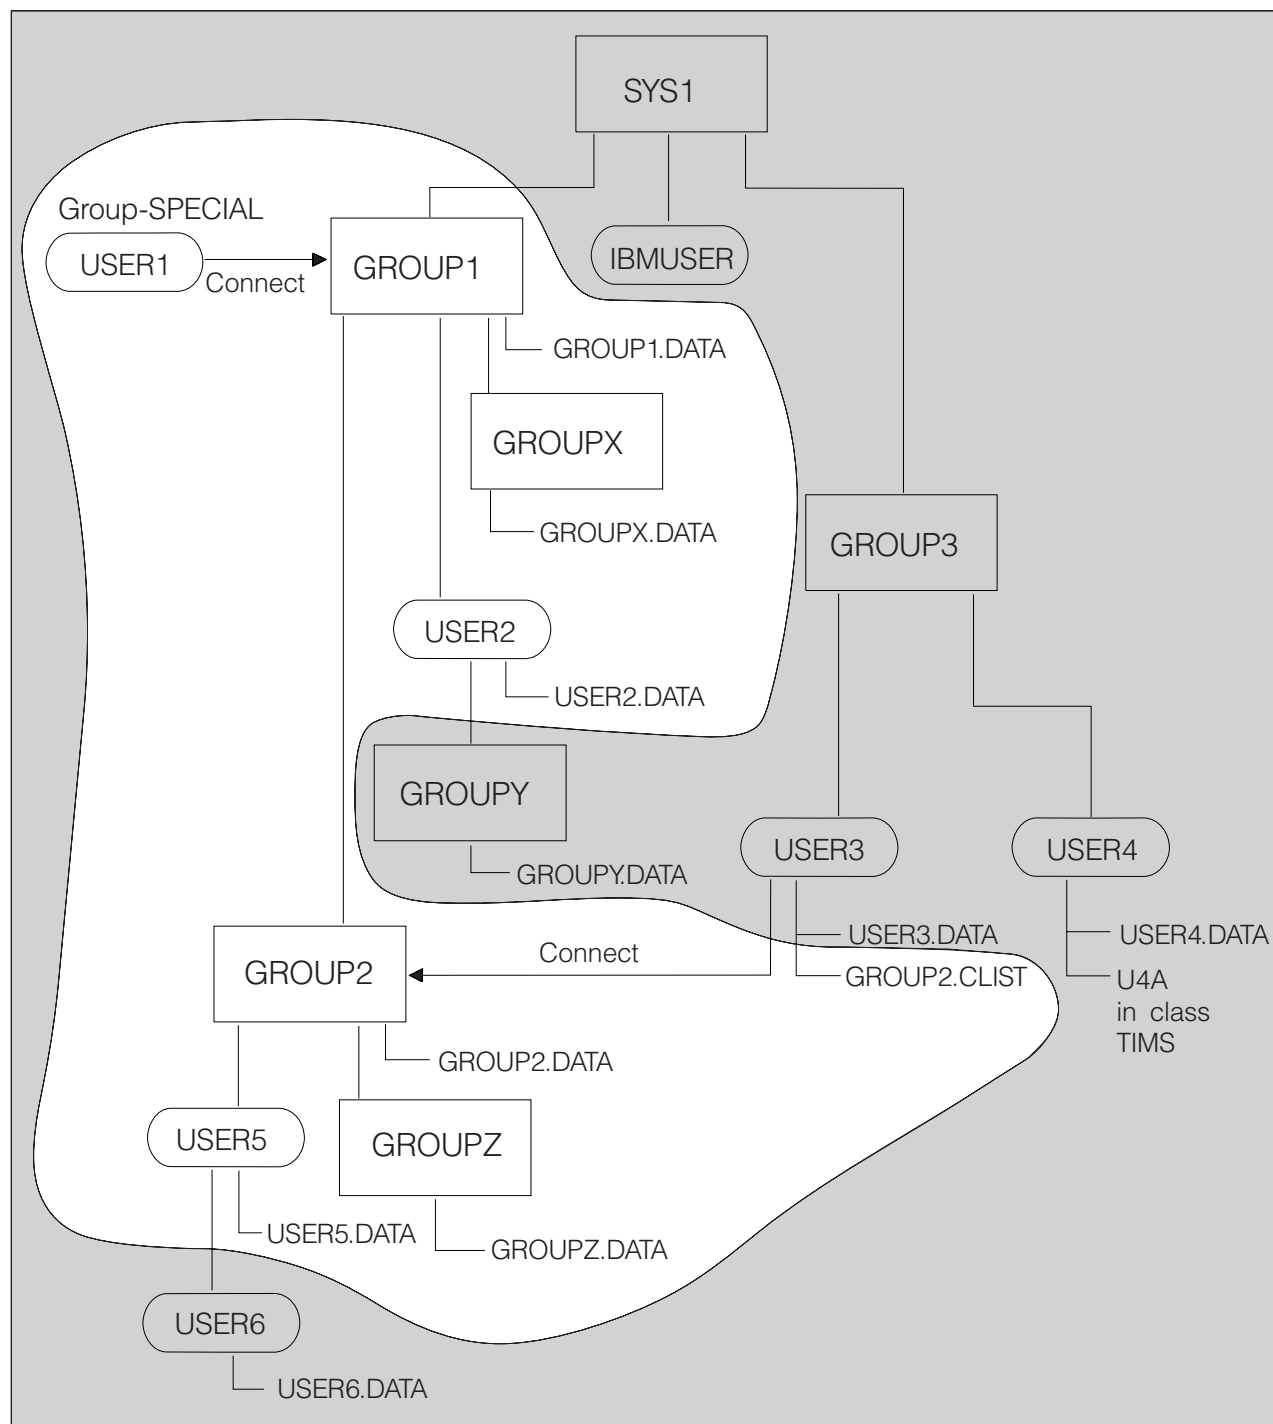 SYS1
Group-SPECIAL
USER1
Connect
GROUP1
IBMUSER
GROUP1.DATA
GROUPX
GROUPX.DATA
GROUP3
USER2
USER2.DATA
GROUPY
GROUPY.DATA
USER3
USER4
USER3.DATA
GROUP2.CLIST
USER4.DATA
U4A
in class
TIMS
Connect
GROUP2
GROUP2.DATA
USER5
GROUPZ
USER5.DATA
GROUPZ.DATA
USER6
USER6.DATA